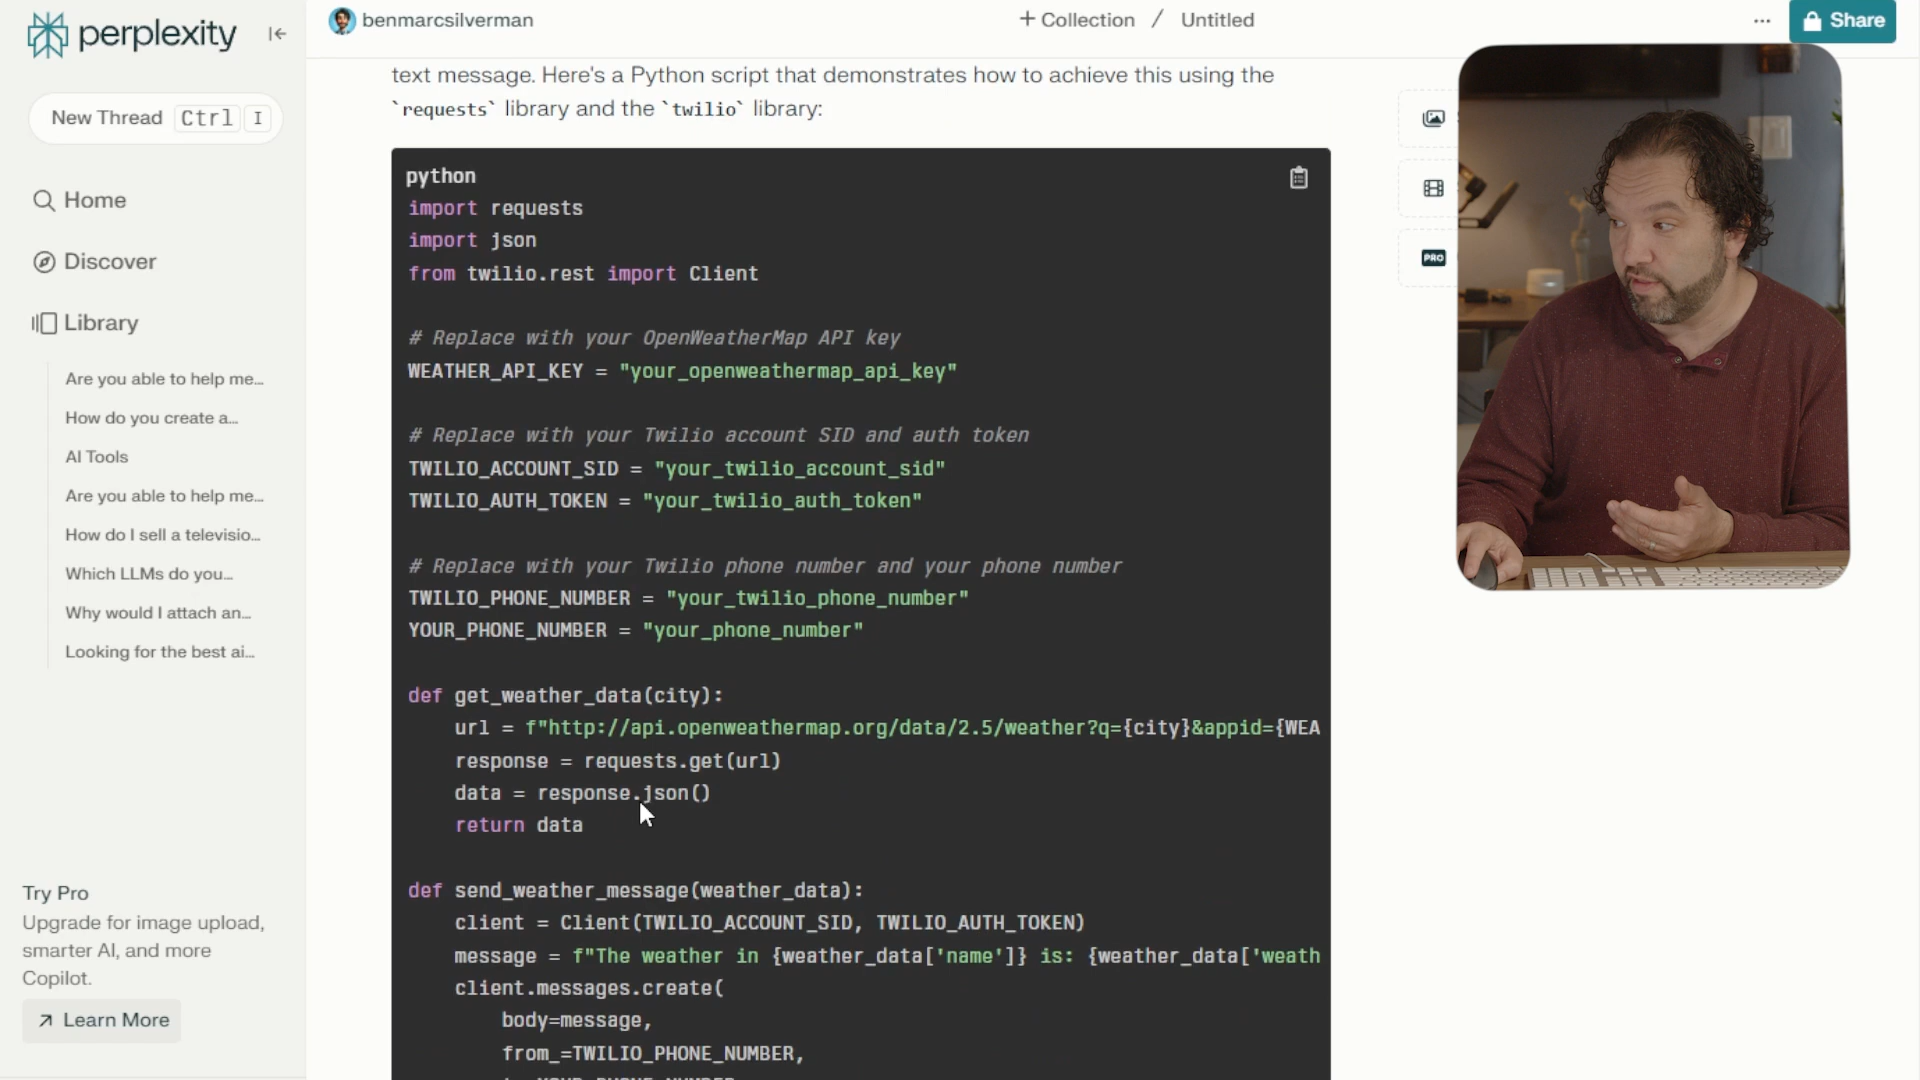 perplexity
benmarcsilverman
+ Collection / Untitled
Share
New Thread Ctrl I
Home
Discover
Library
Are you able to help me...
How do you create a...
AI Tools
Are you able to help me...
How do I sell a televisio...
Which LLMs do you...
Why would I attach an...
Looking for the best ai...
Try Pro
Upgrade for image upload,
smarter AI, and more
Copilot.
Learn More
text message. Here's a Python script that demonstrates how to achieve this using the
`requests` library and the `twilio` library:
python
import requests
import json
from twilio.rest import Client
# Replace with your OpenWeatherMap API key
WEATHER_API_KEY = "your_openweathermap_api_key"
# Replace with your Twilio account SID and auth token
TWILIO_ACCOUNT_SID = "your_twilio_account_sid"
TWILIO_AUTH_TOKEN = "your_twilio_auth_token"
# Replace with your Twilio phone number and your phone number
TWILIO_PHONE_NUMBER = "your_twilio_phone_number"
YOUR_PHONE_NUMBER = "your_phone_number"
def get_weather_data(city):
url = f"http://api.openweathermap.org/data/2.5/weather?q={city}&appid={WEA
response = requests.get(url)
data = response.json()
return data
def send_weather_message(weather_data):
client = Client(TWILIO_ACCOUNT_SID, TWILIO_AUTH_TOKEN)
message = f"The weather in {weather_data['name']} is: {weather_data['weath
client.messages.create(
body=message,
from_=TWILIO_PHONE_NUMBER,
PRO